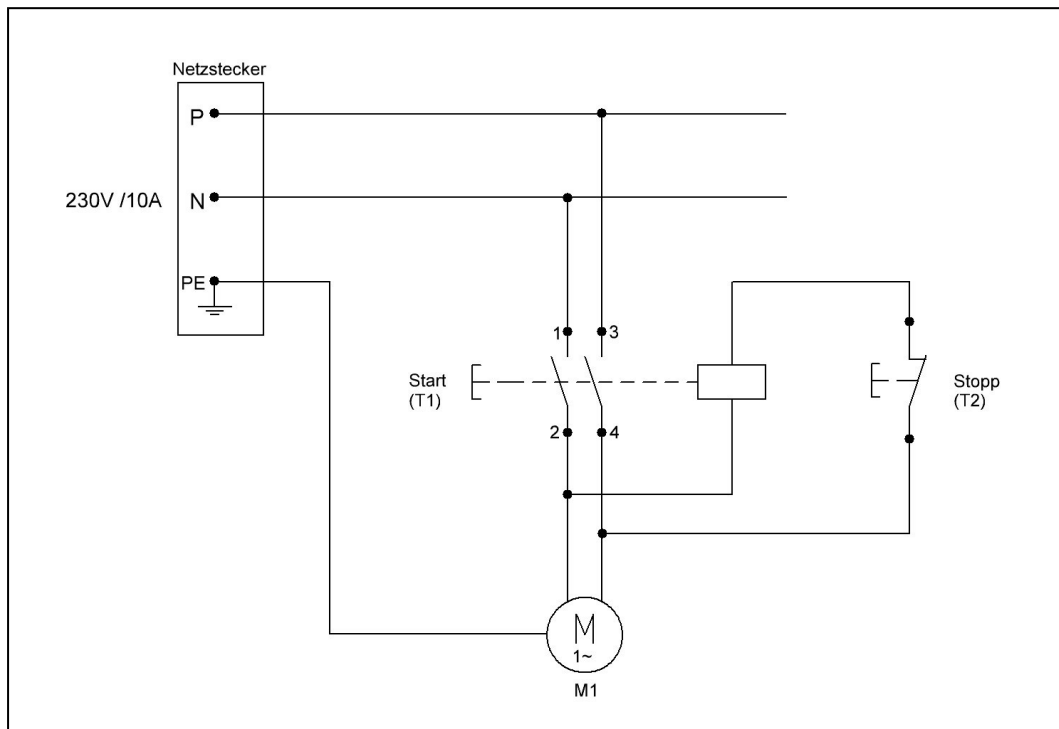 Netzstecker
P
230V /10A
N
PE
1
3
Start
(T1)
Stopp
(T2)
2
4
M
1~
M1